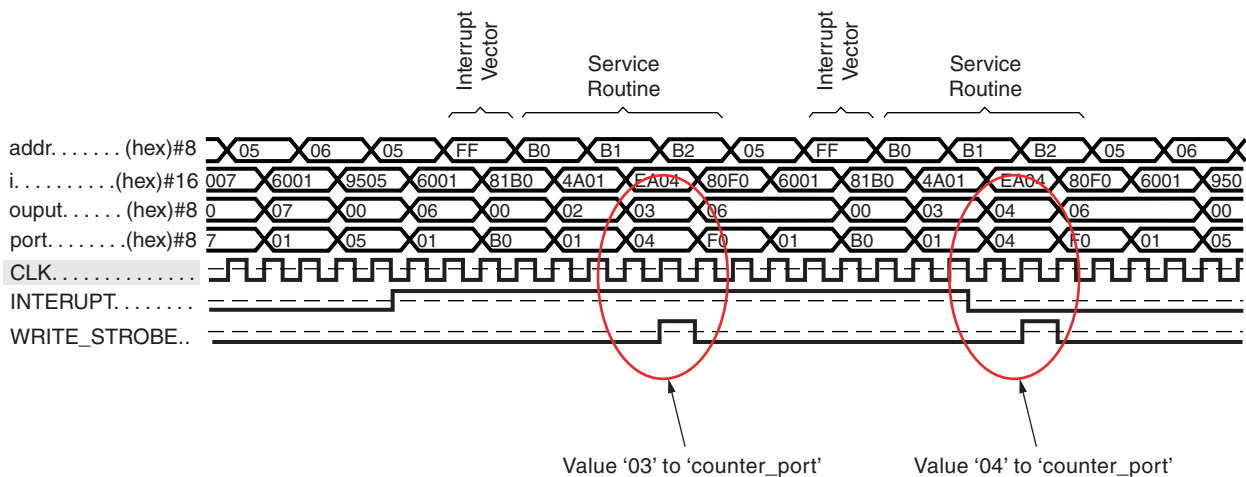 Interrupt
Vector
Service
Routine
Interrupt
Vector
Service
Routine
addr. . . . . . . (hex)#8 05 06 05 FF B0 B1 B2 05 FF B0 B1 B2 05 06
i. . . . . . . . . .(hex)#16 007 6001 9505 6001 81B0 4A01 EA04 80F0 6001 81B0 4A01 EA04 80F0 6001 950
ouput. . . . . . (hex)#8 0 07 00 06 00 02 03 06 00 03 04 06 00
port. . . . . . . .(hex)#8 7 01 05 01 B0 01 04 F0 01 B0 01 04 F0 01 05
CLK. . . . . . . . . . . . . .
INTERUPT. . . . . . . .
WRITE_STROBE..
Value ‘03’ to ‘counter_port’ Value ‘04’ to ‘counter_port’